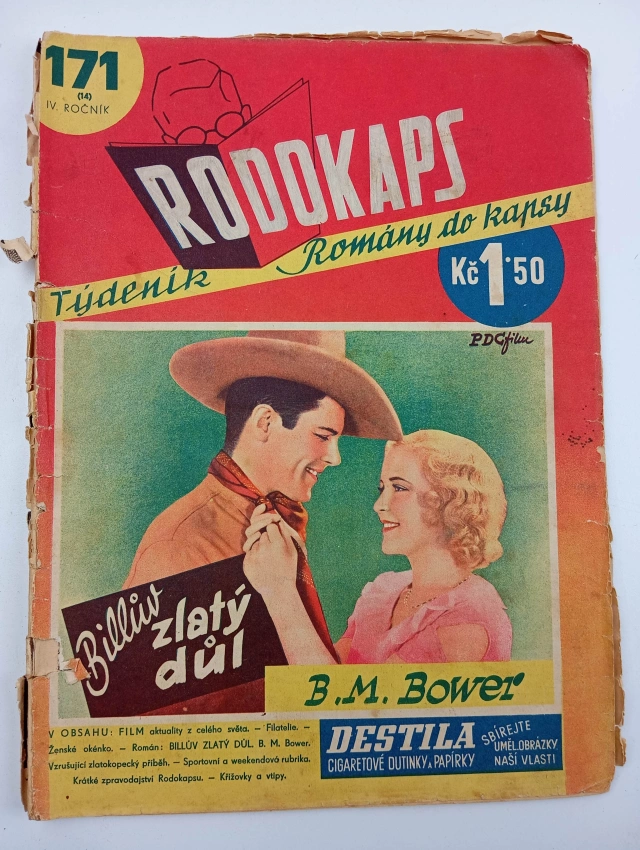 171
(14)
IV. ROČNÍK
RODOKAPS
Týdeník Romány do kapsy
Kč 1·50
PDC film
Billův
zlatý
důl
B. M. Bower
V OBSAHU: FILM aktuality z celého světa. — Filatelie. —
Ženské okénko. — Román: BILLŮV ZLATÝ DŮL. B. M. Bower.
Vzrušující zlatokopecký příběh. — Sportovní a weekendová rubrika.
Krátké zpravodajství Rodokapsu. — Křížovky a vtipy.
DESTILA
CIGARETOVÉ DUTINKY A PAPÍRKY
SBÍREJTE
UMĚL. OBRÁZKY
NAŠÍ VLASTI